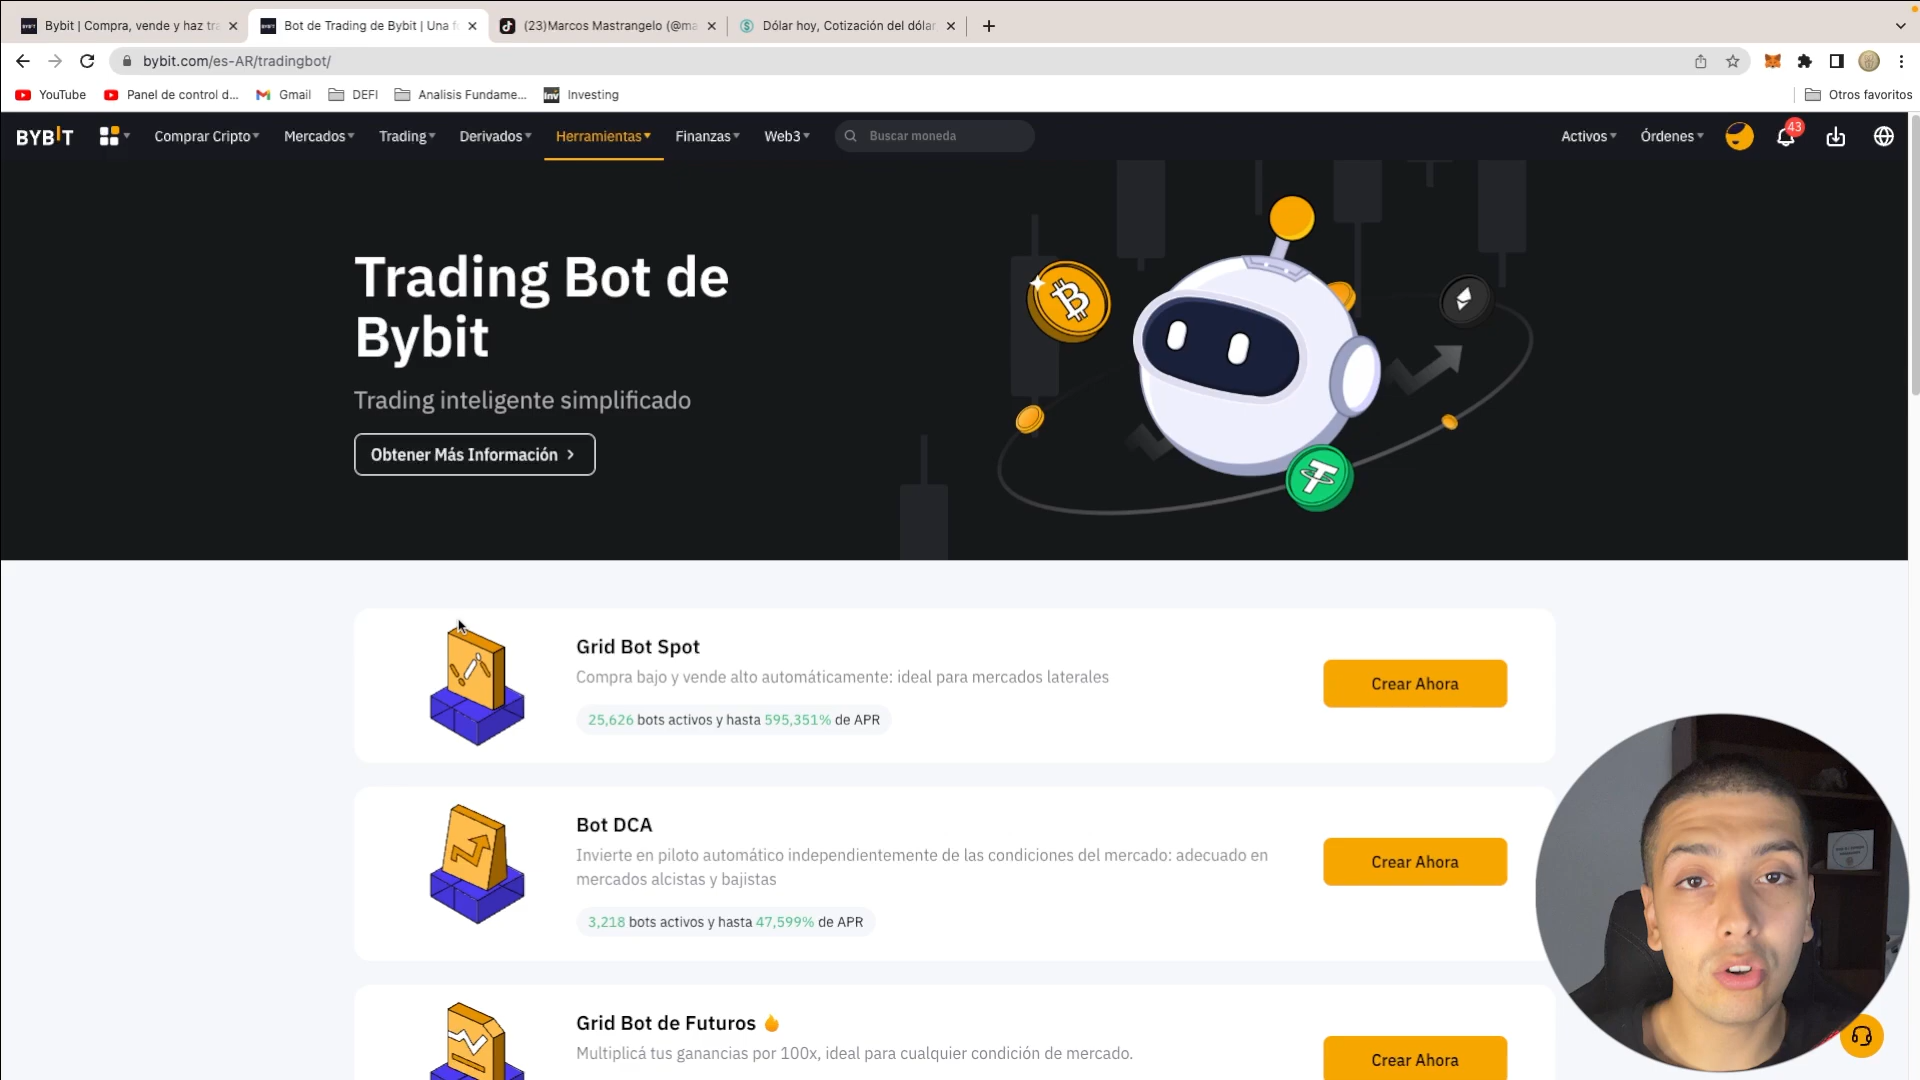 Bybit | Compra, vende y haz tra
Bot de Trading de Bybit | Una fo
(23)Marcos Mastrangelo (@ma
Dólar hoy, Cotización del dólar
bybit.com/es-AR/tradingbot/
YouTube
Panel de control d...
Gmail
DEFI
Analisis Fundame...
Investing
Otros favoritos
BYBIT
Comprar Cripto
Mercados
Trading
Derivados
Herramientas
Finanzas
Web3
Buscar moneda
Activos
Órdenes
43
Trading Bot de
Bybit
Trading inteligente simplificado
Obtener Más Información >
Grid Bot Spot
Compra bajo y vende alto automáticamente: ideal para mercados laterales
25,626 bots activos y hasta 595,351% de APR
Crear Ahora
Bot DCA
Invierte en piloto automático independientemente de las condiciones del mercado: adecuado en
mercados alcistas y bajistas
3,218 bots activos y hasta 47,599% de APR
Crear Ahora
Grid Bot de Futuros
Multiplicá tus ganancias por 100x, ideal para cualquier condición de mercado.
Crear Ahora